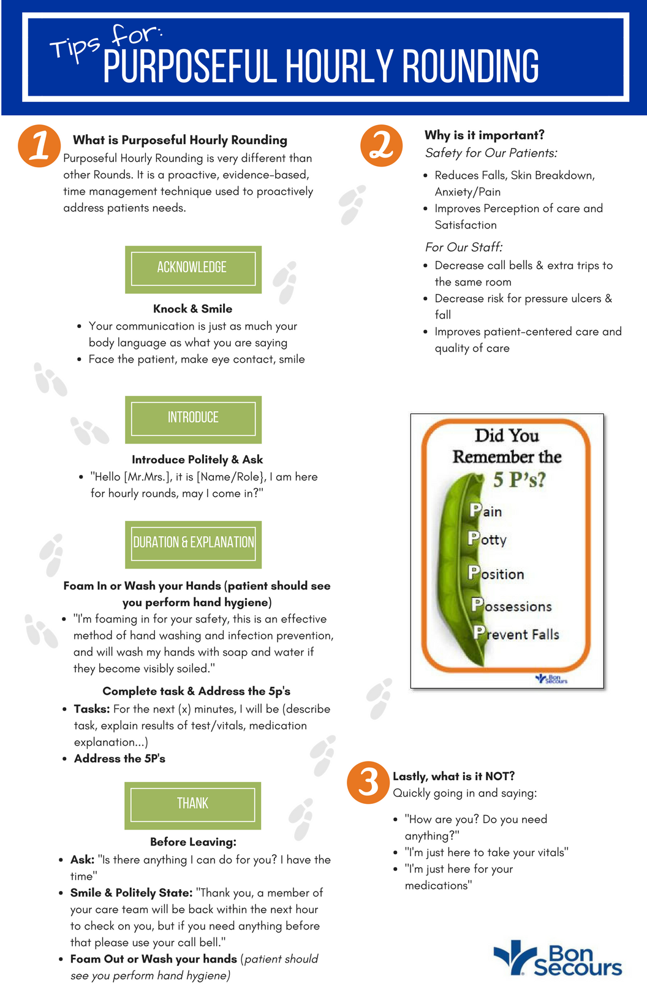 Tips for:
PURPOSEFUL HOURLY ROUNDING
1
What is Purposeful Hourly Rounding
Purposeful Hourly Rounding is very different than
other Rounds. It is a proactive, evidence-based,
time management technique used to proactively
address patients needs.
ACKNOWLEDGE
Knock & Smile
• Your communication is just as much your
body language as what you are saying
• Face the patient, make eye contact, smile
INTRODUCE
Introduce Politely & Ask
• "Hello [Mr.Mrs.], it is [Name/Role}, I am here
for hourly rounds, may I come in?"
DURATION & EXPLANATION
Foam In or Wash your Hands (patient should see
you perform hand hygiene)
• "I'm foaming in for your safety, this is an effective
method of hand washing and infection prevention,
and will wash my hands with soap and water if
they become visibly soiled."
Complete task & Address the 5p's
• Tasks: For the next (x) minutes, I will be (describe
task, explain results of test/vitals, medication
explanation...)
• Address the 5P's
THANK
Before Leaving:
• Ask: "Is there anything I can do for you? I have the
time"
• Smile & Politely State: "Thank you, a member of
your care team will be back within the next hour
to check on you, but if you need anything before
that please use your call bell."
• Foam Out or Wash your hands (patient should
see you perform hand hygiene)
2
Why is it important?
Safety for Our Patients:
• Reduces Falls, Skin Breakdown,
Anxiety/Pain
• Improves Perception of care and
Satisfaction
For Our Staff:
• Decrease call bells & extra trips to
the same room
• Decrease risk for pressure ulcers &
fall
• Improves patient-centered care and
quality of care
Did You
Remember the
5 P's?
Pain
Potty
Position
Possessions
Prevent Falls
Bon
Secours
3
Lastly, what is it NOT?
Quickly going in and saying:
• "How are you? Do you need
anything?"
• "I'm just here to take your vitals"
• "I'm just here for your
medications"
Bon
Secours